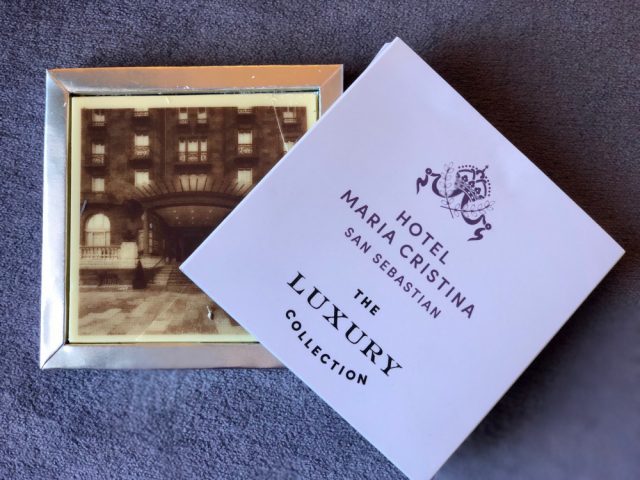 HOTEL
MARIA CRISTINA
SAN SEBASTIAN
THE
LUXURY
COLLECTION